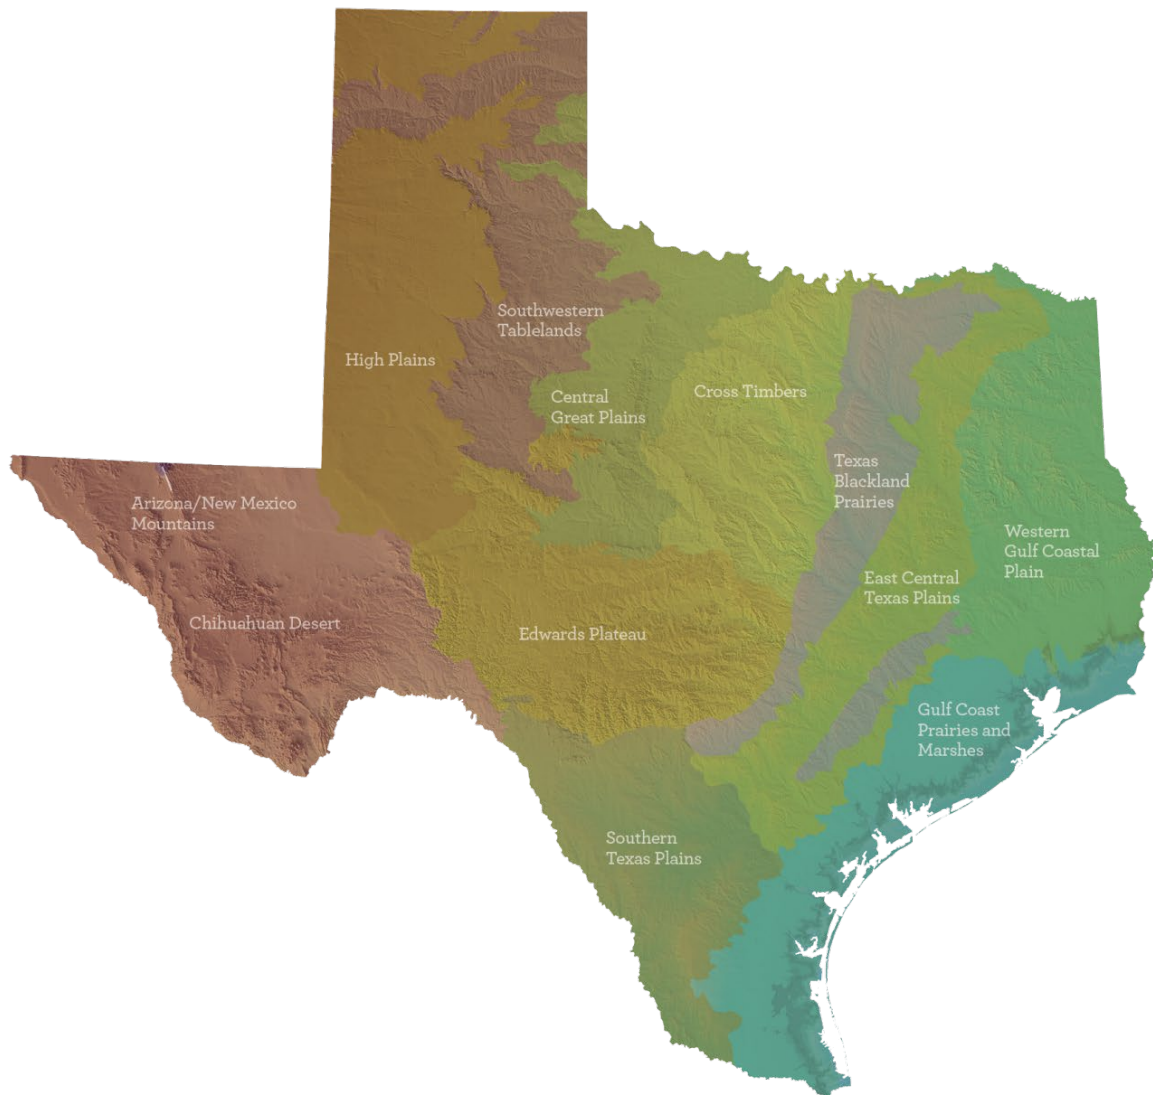 Southwestern
Tablelands
High Plains
Central
Great Plains
Cross Timbers
Texas
Blackland
Prairies
Arizona/New Mexico
Mountains
Western
Gulf Coastal
Plain
East Central
Texas Plains
Chihuahuan Desert
Edwards Plateau
Gulf Coast
Prairies and
Marshes
Southern
Texas Plains